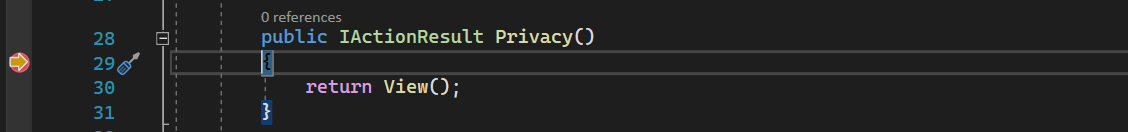 0 references
28 public IActionResult Privacy()
29 {
30 return View();
31 }